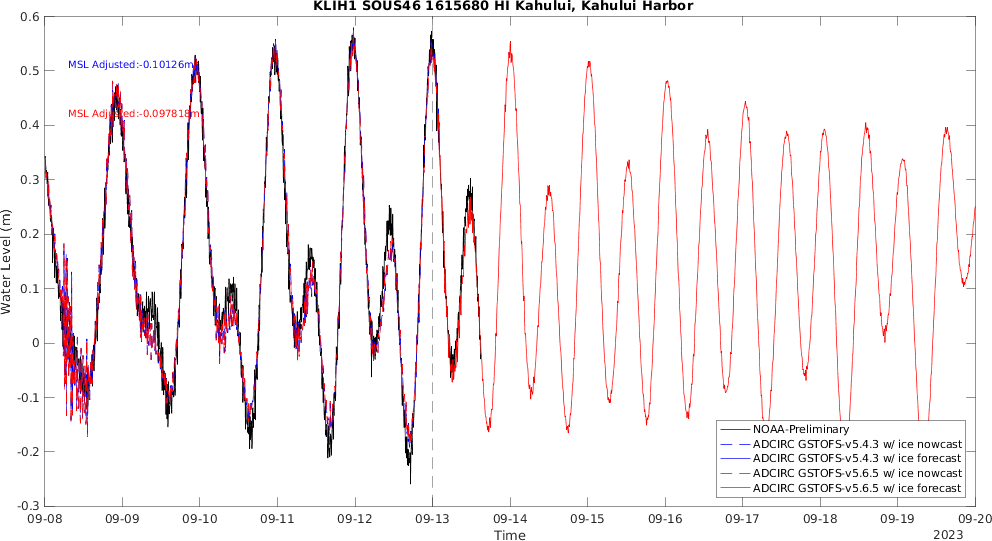 KLIH1 SOUS46 1615680 HI Kahului, Kahului Harbor
0.6
0.5
0.4
0.3
0.2
0.1
0
-0.1
-0.2
-0.3
Water Level (m)
MSL Adjusted:-0.10126m
MSL Adjusted:-0.097818m
NOAA-Preliminary
ADCIRC GSTOFS-v5.4.3 w/ ice nowcast
ADCIRC GSTOFS-v5.4.3 w/ ice forecast
ADCIRC GSTOFS-v5.6.5 w/ ice nowcast
ADCIRC GSTOFS-v5.6.5 w/ ice forecast
09-08 09-09 09-10 09-11 09-12 09-13 09-14 09-15 09-16 09-17 09-18 09-19 09-20
Time
2023